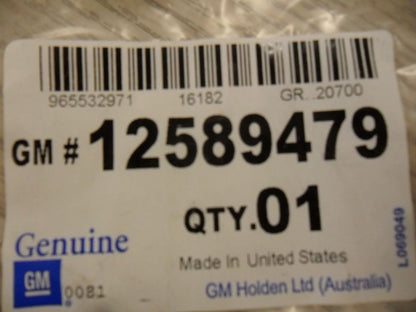 965532971 16182 GR..20700
GM # 12589479
QTY.01
Genuine
Made In United States
GM 0081
GM Holden Ltd (Australia)
L069049